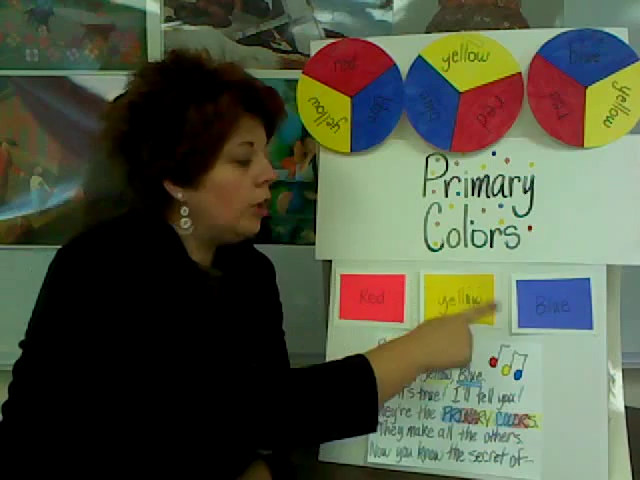 red
blue
yellow
yellow
blue
red
blue
red
yellow
Primary
Colors
Red
yellow
Blue
yellow, Blue.
it's true! I'll tell you!
They're the PRIMARY COLORS.
They make all the others.
Now you know the secret of--